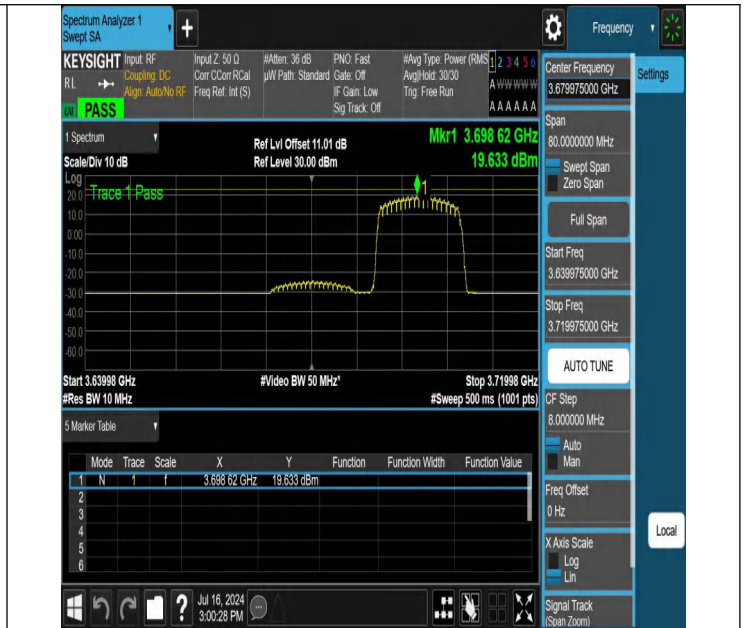 Spectrum Analyzer 1
Swept SA
+
Frequency
KEYSIGHT
RL
PASS
Input: RF
Coupling: DC
Align: Auto/No RF
Input Z: 50 Ω
Corr CCorr RCal
Freq Ref: Int (S)
#Atten: 36 dB
µW Path: Standard
PNO: Fast
Gate: Off
IF Gain: Low
Sig Track: Off
#Avg Type: Power (RMS
Avg|Hold: 30/30
Trig: Free Run
1 2 3 4 5 6
A W W W W W
A A A A A A
1 Spectrum
Scale/Div 10 dB
Ref Lvl Offset 11.01 dB
Ref Level 30.00 dBm
Mkr1 3.698 62 GHz
19.633 dBm
Log
Trace 1 Pass
1
20.0
10.0
0.00
-10.0
-20.0
-30.0
-40.0
-50.0
-60.0
Start 3.63998 GHz
#Res BW 10 MHz
#Video BW 50 MHz*
Stop 3.71998 GHz
#Sweep 500 ms (1001 pts)
5 Marker Table
Mode Trace Scale X Y Function Function Width Function Value
1 N 1 f 3.698 62 GHz 19.633 dBm
2
3
4
5
6
Jul 16, 2024
3:00:28 PM
Center Frequency
3.679975000 GHz
Settings
Span
80.0000000 MHz
Swept Span
Zero Span
Full Span
Start Freq
3.639975000 GHz
Stop Freq
3.719975000 GHz
AUTO TUNE
CF Step
8.000000 MHz
Auto
Man
Freq Offset
0 Hz
Local
X Axis Scale
Log
Lin
Signal Track
(Span Zoom)